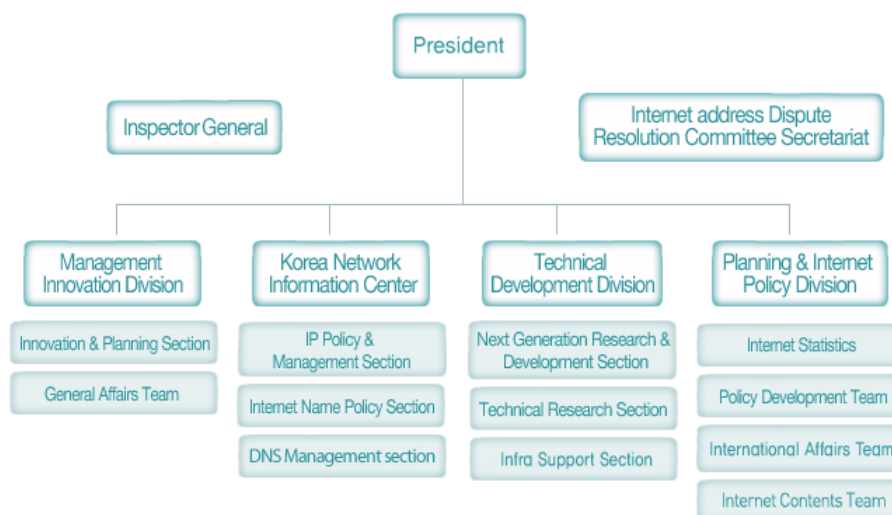 President
Inspector General
Internet address Dispute
Resolution Committee Secretariat
Management
Innovation Division
Innovation & Planning Section
General Affairs Team
Korea Network
Information Center
IP Policy &
Management Section
Internet Name Policy Section
DNS Management section
Technical
Development Division
Next Generation Research &
Development Section
Technical Research Section
Infra Support Section
Planning & Internet
Policy Division
Internet Statistics
Policy Development Team
International Affairs Team
Internet Contents Team